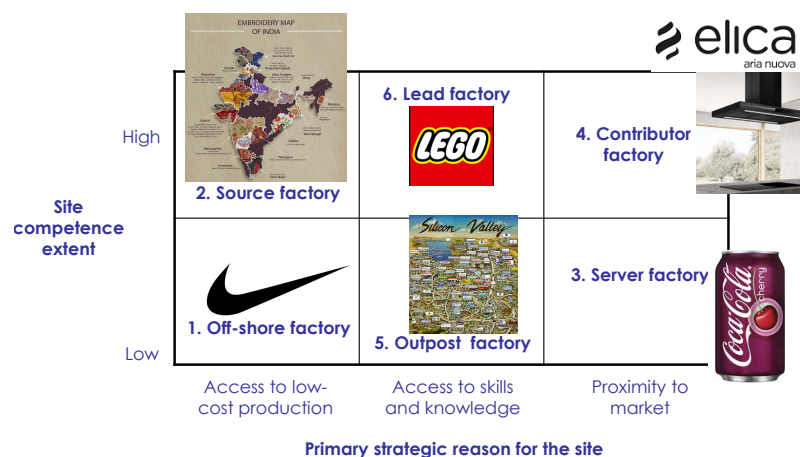 EMBROIDERY MAP
OF INDIA
elica
aria nuova
6. Lead factory
LEGO
High
4. Contributor
factory
2. Source factory
Site
competence
extent
Silicon Valley
3. Server factory
Coca-Cola
cherry
1. Off-shore factory
5. Outpost factory
Low
Access to low-
cost production
Access to skills
and knowledge
Proximity to
market
Primary strategic reason for the site